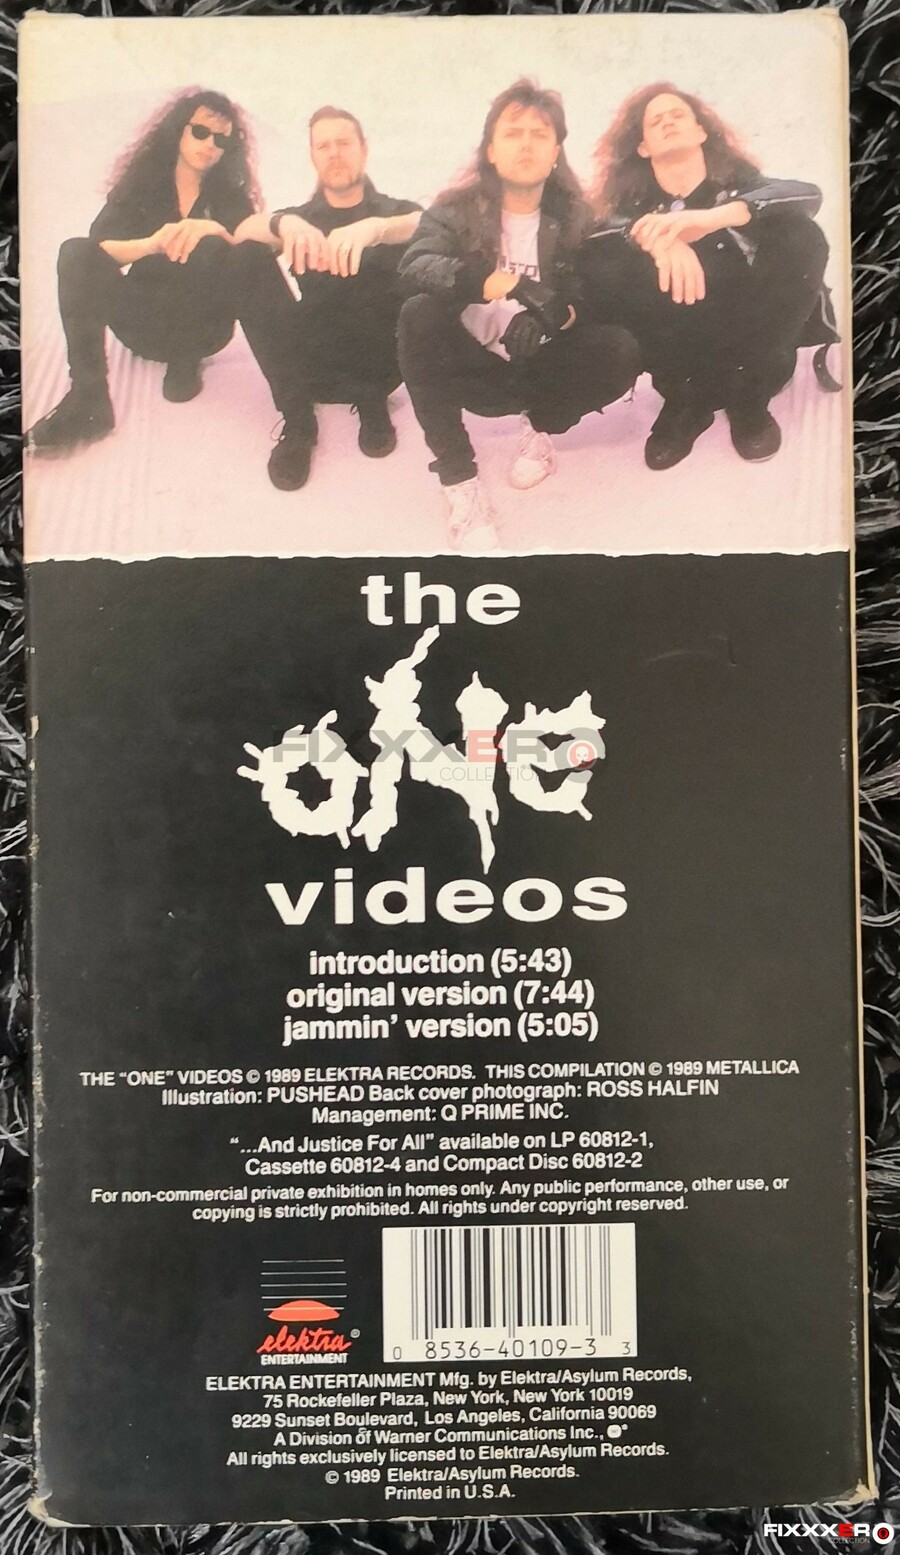 the
one
videos
FIXXXERO
COLLECTION
introduction (5:43)
original version (7:44)
jammin' version (5:05)
THE "ONE" VIDEOS © 1989 ELEKTRA RECORDS. THIS COMPILATION © 1989 METALLICA
Illustration: PUSHEAD Back cover photograph: ROSS HALFIN
Management: Q PRIME INC.
"...And Justice For All" available on LP 60812-1,
Cassette 60812-4 and Compact Disc 60812-2
For non-commercial private exhibition in homes only. Any public performance, other use, or
copying is strictly prohibited. All rights under copyright reserved.
elektra®
ENTERTAINMENT
0 8536-40109-3 3
ELEKTRA ENTERTAINMENT Mfg. by Elektra/Asylum Records,
75 Rockefeller Plaza, New York, New York 10019
9229 Sunset Boulevard, Los Angeles, California 90069
A Division of Warner Communications Inc.,
All rights exclusively licensed to Elektra/Asylum Records.
© 1989 Elektra/Asylum Records.
Printed in U.S.A.
FIXXXERO
COLLECTION